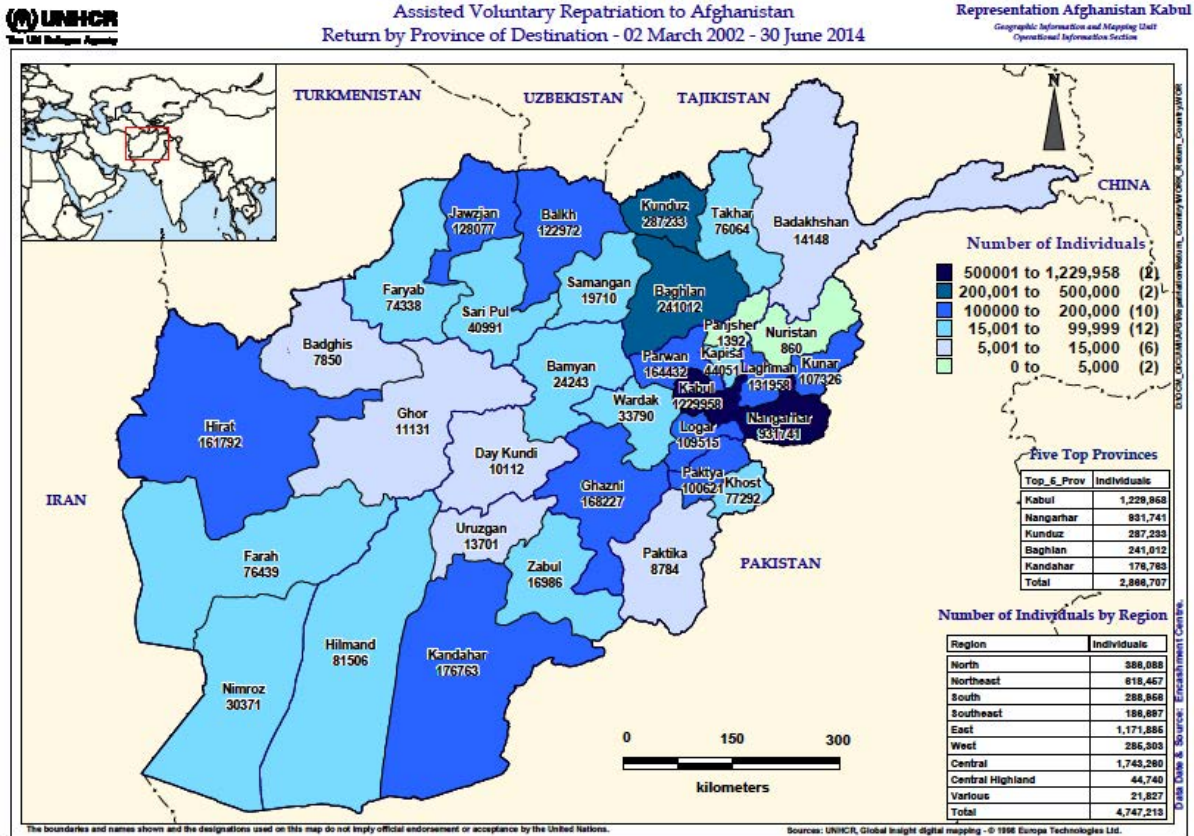 UNHCR
The UN Refugee Agency
Assisted Voluntary Repatriation to Afghanistan
Return by Province of Destination - 02 March 2002 - 30 June 2014
Representation Afghanistan Kabul
Geographic Information and Mapping Unit
Operational Information Section
TURKMENISTAN
UZBEKISTAN
TAJIKISTAN
N
CHINA
Jawzjan
128077
Balkh
122972
Kunduz
287233
Takhar
76064
Badakhshan
14148
Faryab
74338
Sari Pul
40991
Samangan
19710
Baghlan
241012
Badghis
7850
Panjsher
1392
Nuristan
860
Parwan
164432
Kapisa
44051
Laghman
131958
Kunar
107326
Bamyan
24243
Kabul
1229958
Wardak
33790
Nangarhar
931741
Hirat
161792
Ghor
11131
Logar
109515
Day Kundi
10112
Ghazni
168227
Paktya
100621
Khost
77292
IRAN
Uruzgan
13701
Farah
76439
Zabul
16986
Paktika
8784
PAKISTAN
Hilmand
81506
Kandahar
176763
Nimroz
30371
0 150 300
kilometers
Number of Individuals
500001 to 1,229,958 (2)
200,001 to 500,000 (2)
100000 to 200,000 (10)
15,001 to 99,999 (12)
5,001 to 15,000 (6)
0 to 5,000 (2)
Five Top Provinces
Top_5_Prov Individuals
Kabul 1,229,958
Nangarhar 931,741
Kunduz 287,233
Baghlan 241,012
Kandahar 176,763
Total 2,866,707
Number of Individuals by Region
Region Individuals
North 386,088
Northeast 618,457
South 288,956
Southeast 186,697
East 1,171,885
West 285,303
Central 1,743,260
Central Highland 44,740
Various 21,827
Total 4,747,213
Data Date & Source: Encashment Centre.
The boundaries and names shown and the designations used on this map do not imply official endorsement or acceptance by the United Nations.
Sources: UNHCR, Global Insight digital mapping - © 1998 Europa Technologies Ltd.